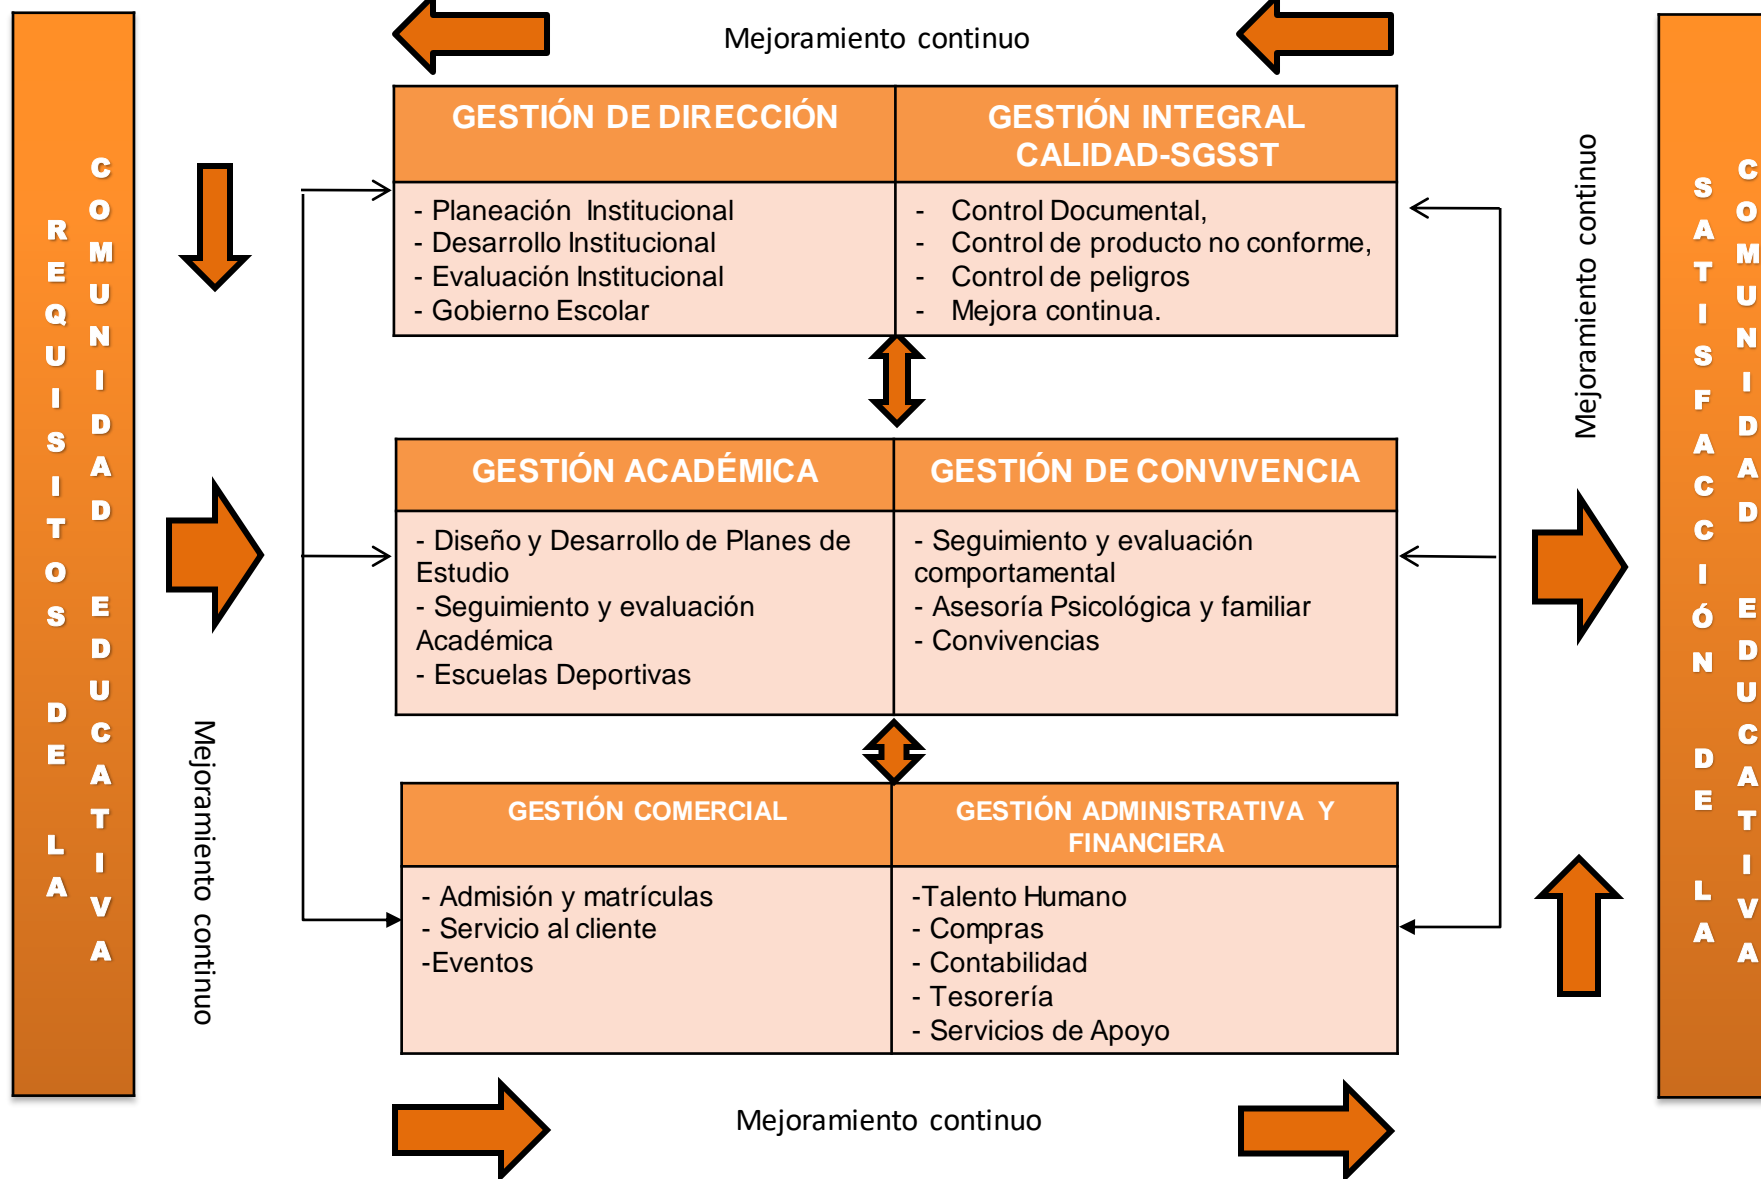 Mejoramiento continuo
REQUISITOS DE LA
COMUNIDAD EDUCATIVA
GESTIÓN DE DIRECCIÓN
- Planeación Institucional
- Desarrollo Institucional
- Evaluación Institucional
- Gobierno Escolar
GESTIÓN INTEGRAL
CALIDAD-SGSST
- Control Documental,
- Control de producto no conforme,
- Control de peligros
- Mejora continua.
GESTIÓN ACADÉMICA
- Diseño y Desarrollo de Planes de
Estudio
- Seguimiento y evaluación
Académica
- Escuelas Deportivas
GESTIÓN DE CONVIVENCIA
- Seguimiento y evaluación
comportamental
- Asesoría Psicológica y familiar
- Convivencias
GESTIÓN COMERCIAL
- Admisión y matrículas
- Servicio al cliente
-Eventos
GESTIÓN ADMINISTRATIVA Y
FINANCIERA
-Talento Humano
- Compras
- Contabilidad
- Tesorería
- Servicios de Apoyo
Mejoramiento continuo
Mejoramiento continuo
SATISFACCIÓN DE LA
COMUNIDAD EDUCATIVA
Mejoramiento continuo